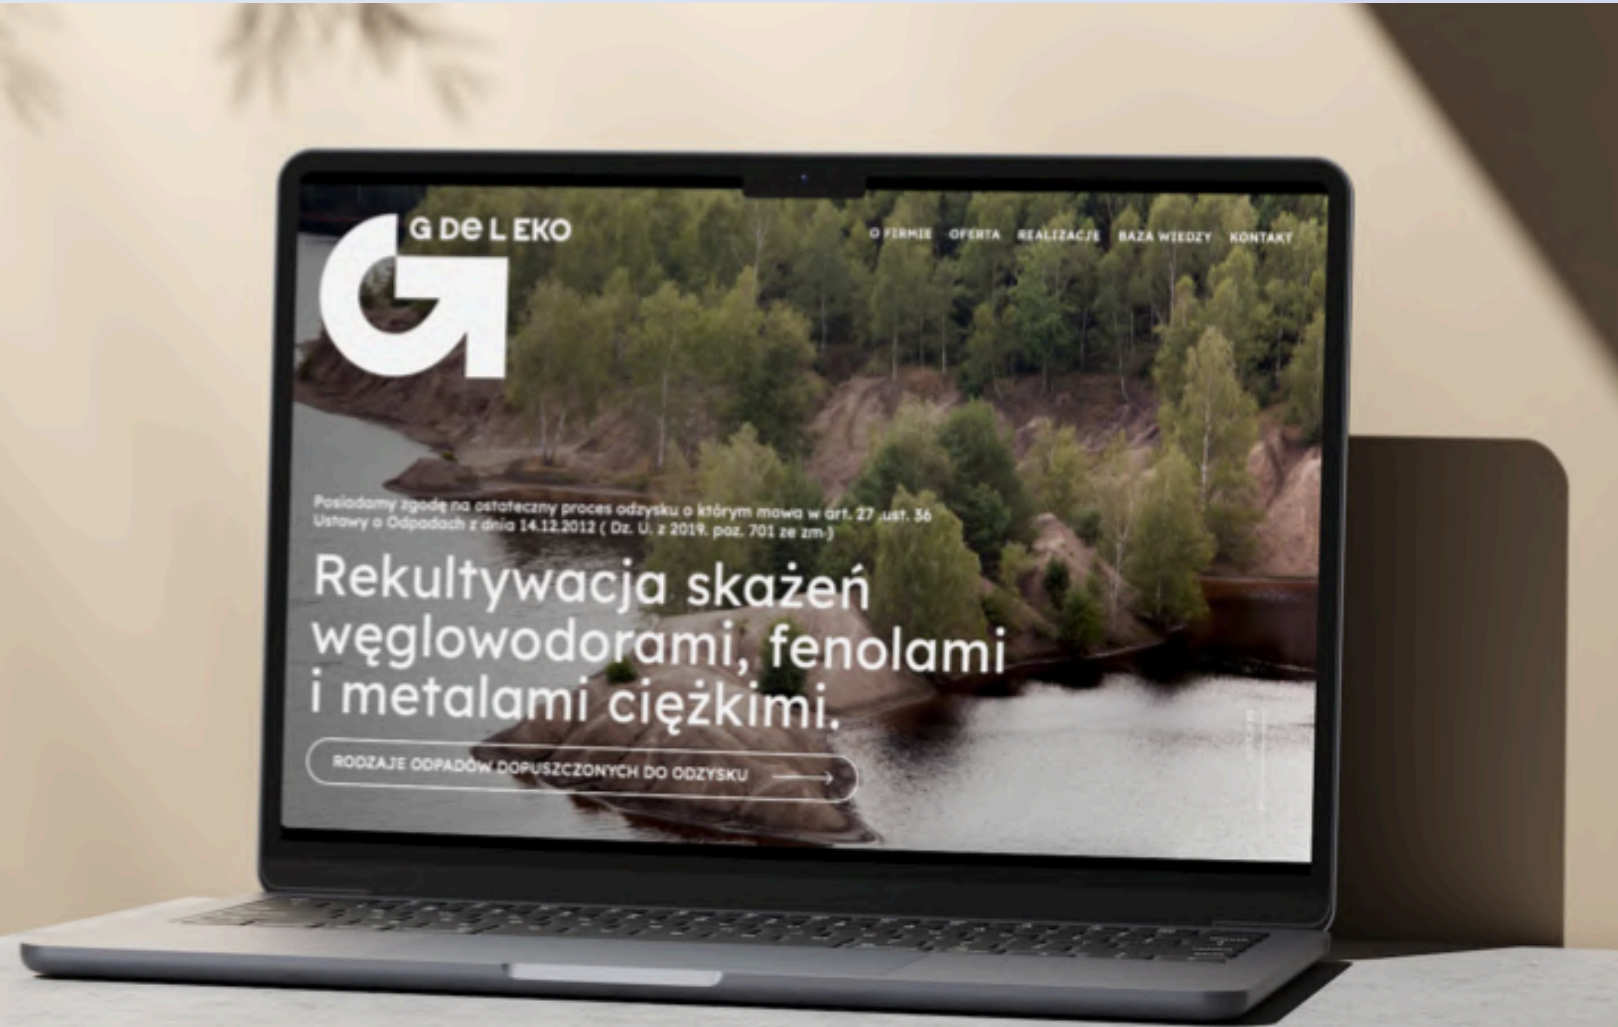 G DeL EKO
O FIRMIE OFERTA REALIZACJE BAZA WIEDZY KONTAKT
Posiadamy zgodę na ostateczny proces odzysku o którym mowa w art. 27 .ust. 36
Ustawy o Odpadach z dnia 14.12.2012 ( Dz. U. z 2019. poz. 701 ze zm.)
Rekultywacja skażeń
węglowodorami, fenolami
i metalami ciężkimi.
RODZAJE ODPADÓW DOPUSZCZONYCH DO ODZYSKU